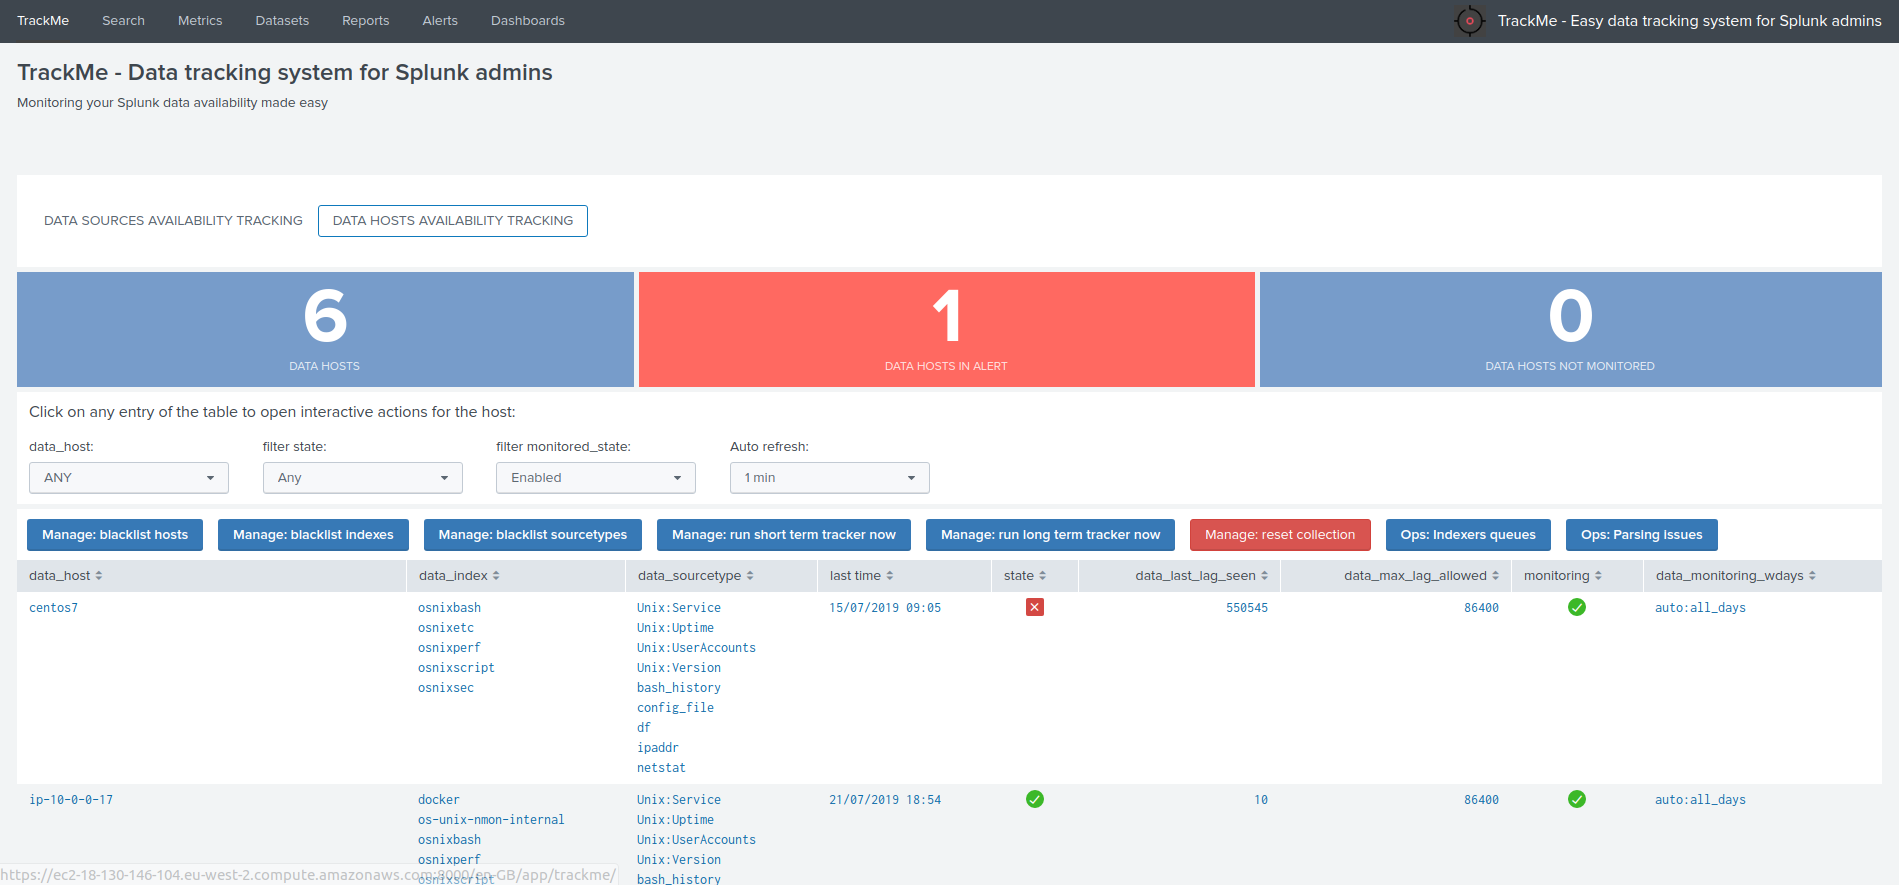 TrackMe Search Metrics Datasets Reports Alerts Dashboards TrackMe - Easy data tracking system for Splunk admins
TrackMe - Data tracking system for Splunk admins
Monitoring your Splunk data availability made easy
DATA SOURCES AVAILABILITY TRACKING DATA HOSTS AVAILABILITY TRACKING
6 1 0
DATA HOSTS DATA HOSTS IN ALERT DATA HOSTS NOT MONITORED
Click on any entry of the table to open interactive actions for the host:
data_host: filter state: filter monitored_state: Auto refresh:
ANY Any Enabled 1 min
Manage: blacklist hosts Manage: blacklist indexes Manage: blacklist sourcetypes Manage: run short term tracker now Manage: run long term tracker now Manage: reset collection Ops: Indexers queues Ops: Parsing issues
data_host data_index data_sourcetype last time state data_last_lag_seen data_max_lag_allowed monitoring data_monitoring_wdays
centos7 osnixbash Unix:Service 15/07/2019 09:05 550545 86400 auto:all_days
osnixetc Unix:Uptime
osnixperf Unix:UserAccounts
osnixscript Unix:Version
osnixsec bash_history
config_file
df
ipaddr
netstat
ip-10-0-0-17 docker Unix:Service 21/07/2019 18:54 10 86400 auto:all_days
os-unix-nmon-internal Unix:Uptime
osnixbash Unix:UserAccounts
osnixperf Unix:Version
osnixscript bash_history
https://ec2-18-130-146-104.eu-west-2.compute.amazonaws.com:8000/en-GB/app/trackme/